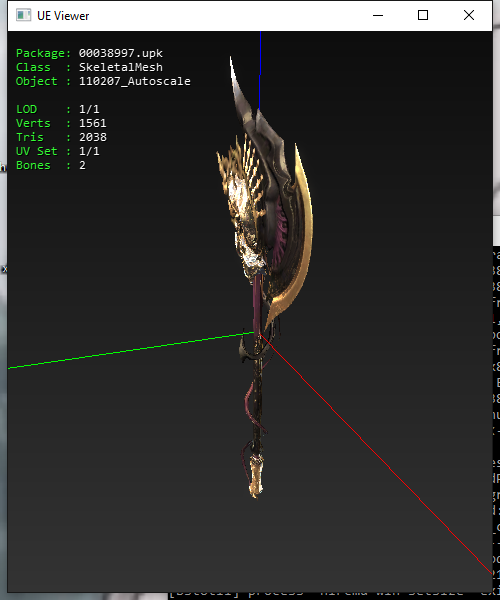 UE Viewer
Package: 00038997.upk
Class : SkeletalMesh
Object : 110207_Autoscale
LOD : 1/1
Verts : 1561
Tris : 2038
UV Set : 1/1
Bones : 2